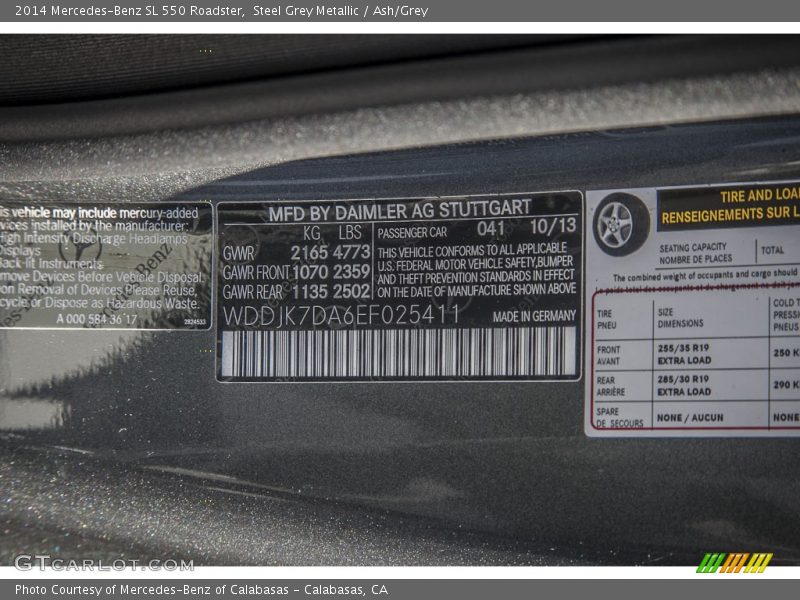 2014 Mercedes-Benz SL 550 Roadster, Steel Grey Metallic / Ash/Grey
vehicle may include mercury-added
devices installed by the manufacturer:
High Intensity Discharge Headlamps
Displays
Back-lit Instruments
Remove Devices Before Vehicle Disposal
on Removal of Devices Please Reuse,
cycle or Dispose as Hazardous Waste.
A 000 584 36 17
2824533
MFD BY DAIMLER AG STUTTGART
KG LBS PASSENGER CAR 041 10/13
GVWR 2165 4773
GAWR FRONT 1070 2359
GAWR REAR 1135 2502
THIS VEHICLE CONFORMS TO ALL APPLICABLE
U.S. FEDERAL MOTOR VEHICLE SAFETY,BUMPER
AND THEFT PREVENTION STANDARDS IN EFFECT
ON THE DATE OF MANUFACTURE SHOWN ABOVE
WDDJK7DA6EF025411 MADE IN GERMANY
TIRE AND LOA
RENSEIGNEMENTS SUR L
SEATING CAPACITY
NOMBRE DE PLACES
TOTAL
The combined weight of occupants and cargo should
TIRE
PNEU
SIZE
DIMENSIONS
COLD T
PRESS
PNEU
FRONT
AVANT
255/35 R19
EXTRA LOAD
250 K
REAR
ARRIÈRE
285/30 R19
EXTRA LOAD
290 K
SPARE
DE SECOURS
NONE / AUCUN
NONE
GTCARLOT.COM
Photo Courtesy of Mercedes-Benz of Calabasas - Calabasas, CA